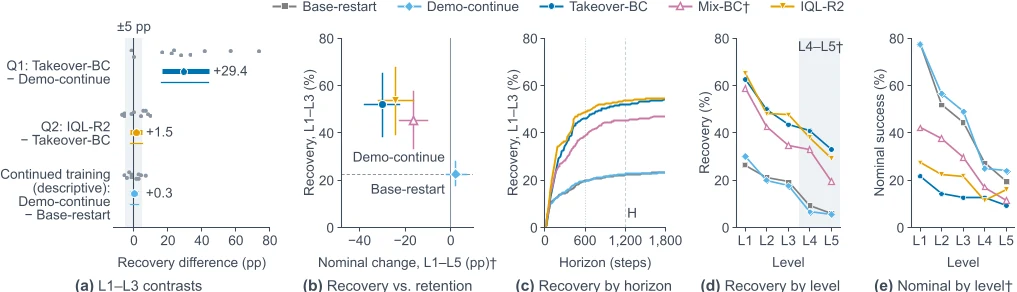 Base-restart Demo-continue Takeover-BC Mix-BC† IQL-R2
±5 pp
Q1: Takeover-BC
− Demo-continue
+29.4
Q2: IQL-R2
− Takeover-BC
+1.5
Continued training
(descriptive):
Demo-continue
− Base-restart
+0.3
0 20 40 60 80
Recovery difference (pp)
(a) L1–L3 contrasts
80
60
40
20
0
Recovery, L1–L3 (%)
Demo-continue
Base-restart
−40 −20 0
Nominal change, L1–L5 (pp)†
(b) Recovery vs. retention
80
60
40
20
0
Recovery, L1–L3 (%)
H
0 600 1,200 1,800
Horizon (steps)
(c) Recovery by horizon
80
60
40
20
0
Recovery (%)
L4–L5†
L1 L2 L3 L4 L5
Level
(d) Recovery by level
80
60
40
20
0
Nominal success (%)
L1 L2 L3 L4 L5
Level
(e) Nominal by level†